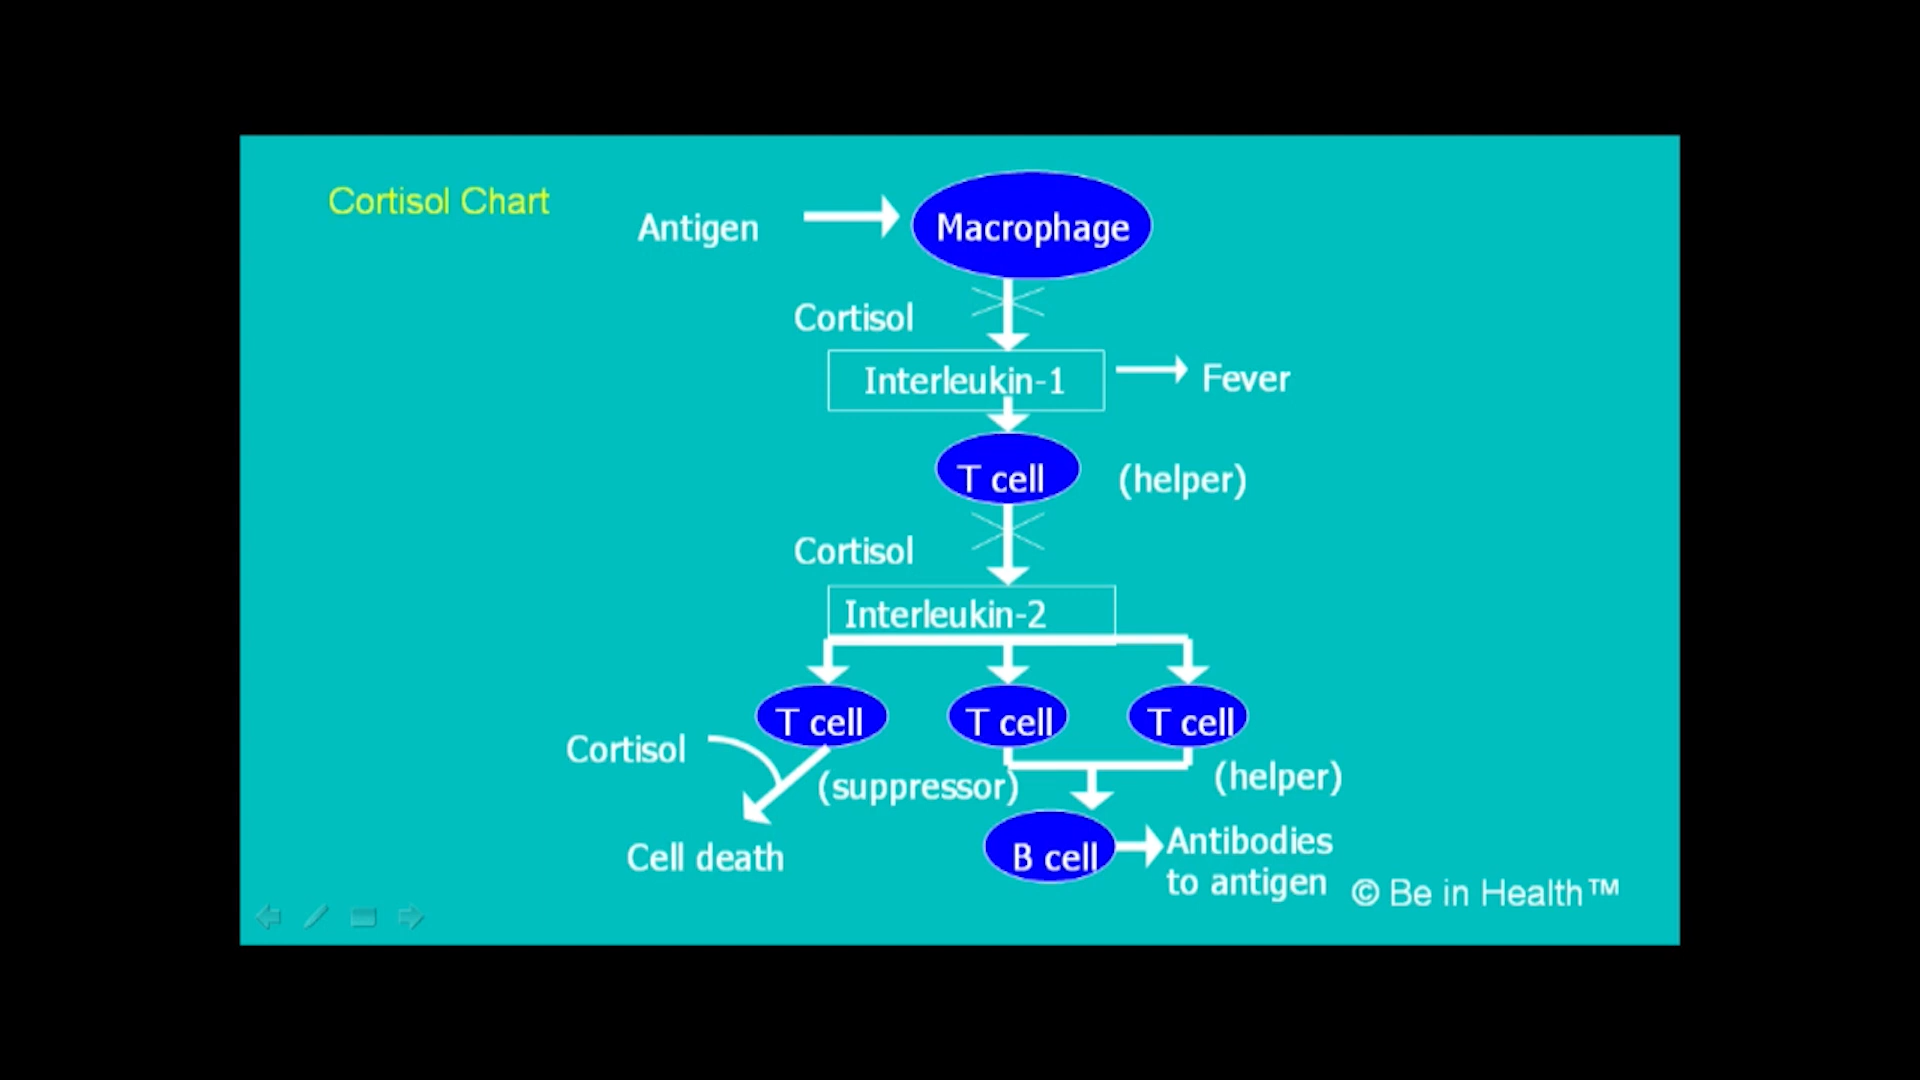 Cortisol Chart
Antigen
Macrophage
Cortisol
Interleukin-1
Fever
T cell
(helper)
Cortisol
Interleukin-2
T cell
T cell
T cell
Cortisol
(suppressor)
(helper)
Cell death
B cell
Antibodies
to antigen
© Be in Health™